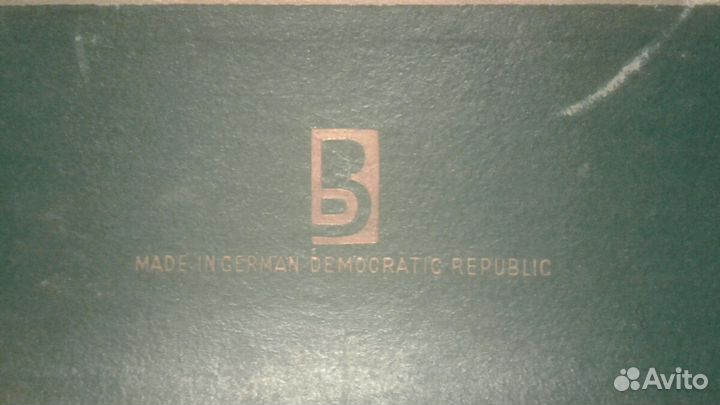 B
MADE IN GERMAN DEMOCRATIC REPUBLIC
Avito